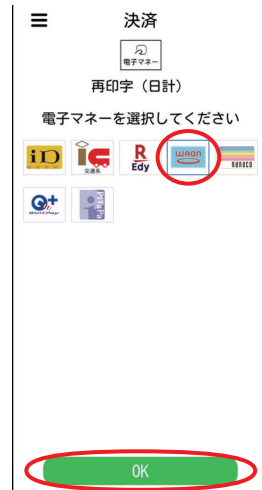 決済
電子マネー
再印字（日計）
電子マネーを選択してください
iD
交通系
R
Edy
WAON
nanaco
Q+
QUICPay
PiTaPa
OK